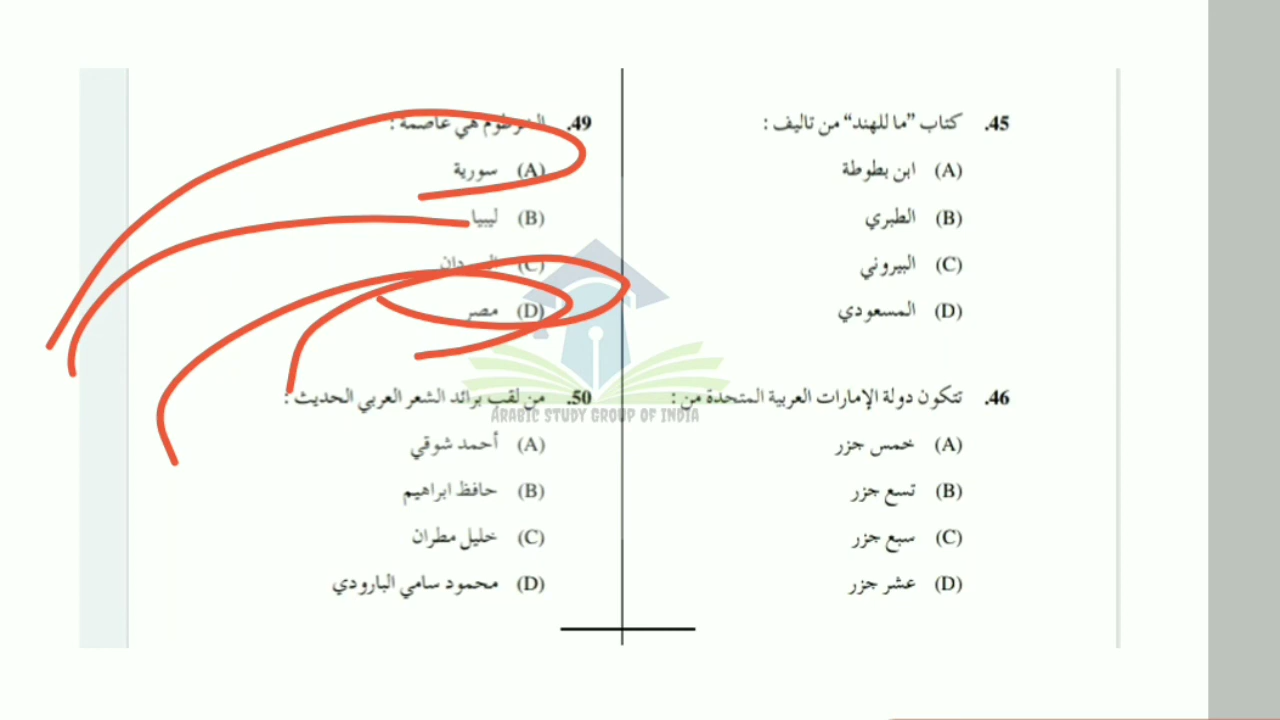 45. كتاب "ما للهند" من تاليف :
(A) ابن بطوطة
(B) الطبري
(C) البيروني
(D) المسعودي
46. تتكون دولة الإمارات العربية المتحدة من :
(A) خمس جزر
(B) تسع جزر
(C) سبع جزر
(D) عشر جزر
49. الخرطوم هي عاصمة :
(A) سورية
(B) ليبيا
(C) السودان
(D) مصر
50. من لقب برائد الشعر العربي الحديث :
(A) أحمد شوقي
(B) حافظ ابراهيم
(C) خليل مطران
(D) محمود سامي البارودي
ARABIC STUDY GROUP OF INDIA